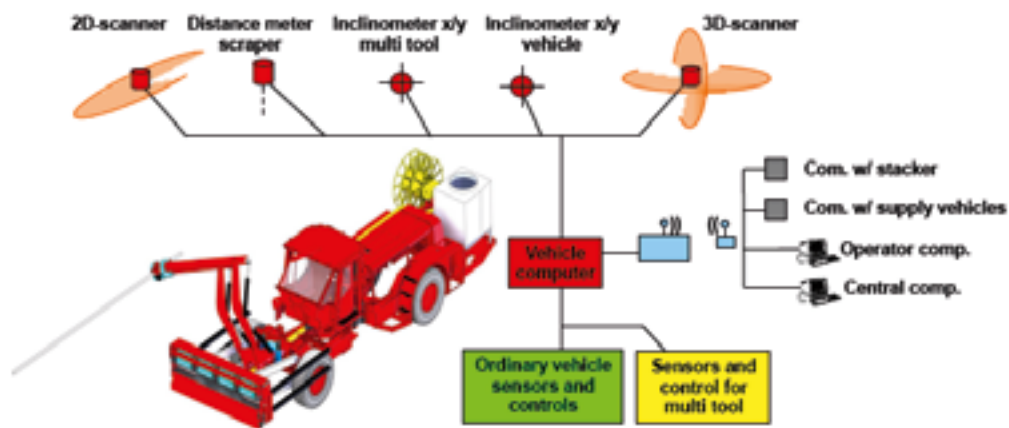 2D-scanner
Distance meter
scraper
Inclinometer x/y
multi tool
Inclinometer x/y
vehicle
3D-scanner
Com. w/ stacker
Com. w/ supply vehicles
Operator comp.
Central comp.
Vehicle
computer
Ordinary vehicle
sensors and
controls
Sensors and
control for
multi tool